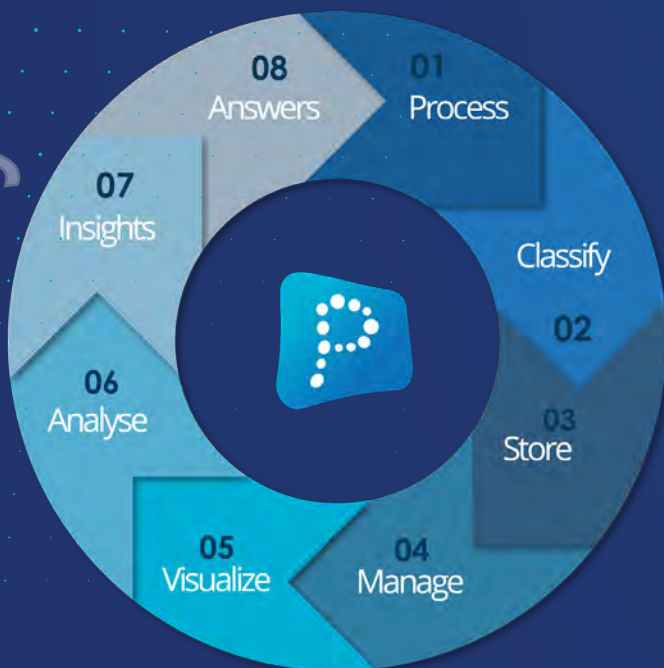 01
Process
Classify
02
03
Store
04
Manage
05
Visualize
06
Analyse
07
Insights
08
Answers
P